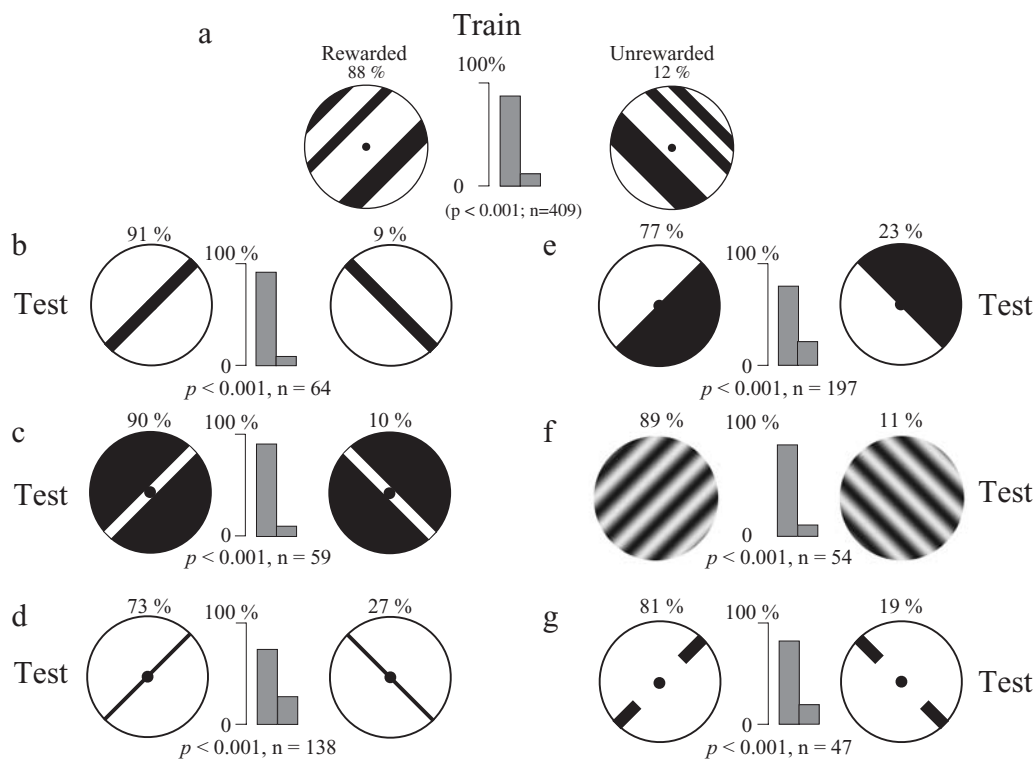 a
Train
Rewarded
88 %
100%
0
Unrewarded
12 %
(p < 0.001; n=409)
b
Test
91 %
100 %
0
9 %
p < 0.001, n = 64
e
77 %
100 %
0
23 %
Test
p < 0.001, n = 197
c
Test
90 %
100 %
0
10 %
p < 0.001, n = 59
f
89 %
100 %
0
11 %
Test
p < 0.001, n = 54
d
Test
73 %
100 %
0
27 %
p < 0.001, n = 138
g
81 %
100 %
0
19 %
Test
p < 0.001, n = 47